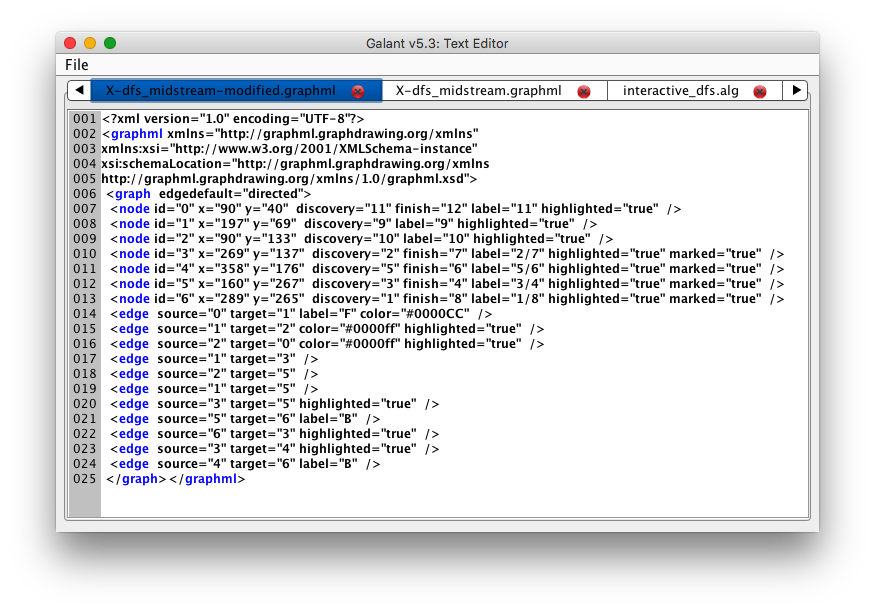 Galant v5.3: Text Editor
File
X-dfs_midstream-modified.graphml X-dfs_midstream.graphml interactive_dfs.alg
001 <?xml version="1.0" encoding="UTF-8"?>
002 <graphml xmlns="http://graphml.graphdrawing.org/xmlns"
003 xmlns:xsi="http://www.w3.org/2001/XMLSchema-instance"
004 xsi:schemaLocation="http://graphml.graphdrawing.org/xmlns
005 http://graphml.graphdrawing.org/xmlns/1.0/graphml.xsd">
006 <graph edgedefault="directed">
007 <node id="0" x="90" y="40" discovery="11" finish="12" label="11" highlighted="true" />
008 <node id="1" x="197" y="69" discovery="9" label="9" highlighted="true" />
009 <node id="2" x="90" y="133" discovery="10" label="10" highlighted="true" />
010 <node id="3" x="269" y="137" discovery="2" finish="7" label="2/7" highlighted="true" marked="true" />
011 <node id="4" x="358" y="176" discovery="5" finish="6" label="5/6" highlighted="true" marked="true" />
012 <node id="5" x="160" y="267" discovery="3" finish="4" label="3/4" highlighted="true" marked="true" />
013 <node id="6" x="289" y="265" discovery="1" finish="8" label="1/8" highlighted="true" marked="true" />
014 <edge source="0" target="1" label="F" color="#0000CC" />
015 <edge source="1" target="2" color="#0000ff" highlighted="true" />
016 <edge source="2" target="0" color="#0000ff" highlighted="true" />
017 <edge source="1" target="3" />
018 <edge source="2" target="5" />
019 <edge source="1" target="5" />
020 <edge source="3" target="5" highlighted="true" />
021 <edge source="5" target="6" label="B" />
022 <edge source="6" target="3" highlighted="true" />
023 <edge source="3" target="4" highlighted="true" />
024 <edge source="4" target="6" label="B" />
025 </graph></graphml>